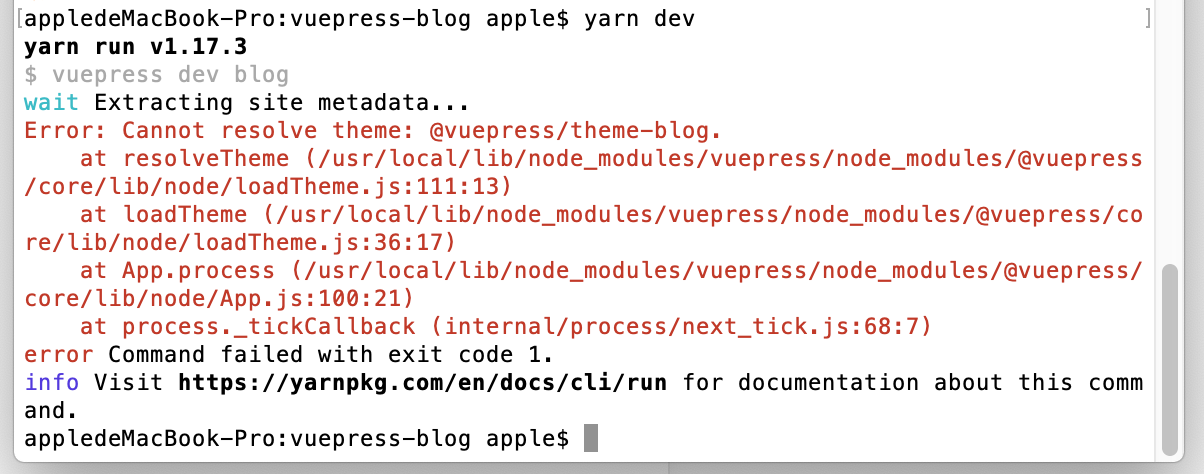 [appledeMacBook-Pro:vuepress-blog apple$ yarn dev ]
yarn run v1.17.3
$ vuepress dev blog
wait Extracting site metadata...
Error: Cannot resolve theme: @vuepress/theme-blog.
    at resolveTheme (/usr/local/lib/node_modules/vuepress/node_modules/@vuepress
/core/lib/node/loadTheme.js:111:13)
    at loadTheme (/usr/local/lib/node_modules/vuepress/node_modules/@vuepress/co
re/lib/node/loadTheme.js:36:17)
    at App.process (/usr/local/lib/node_modules/vuepress/node_modules/@vuepress/
core/lib/node/App.js:100:21)
    at process._tickCallback (internal/process/next_tick.js:68:7)
error Command failed with exit code 1.
info Visit https://yarnpkg.com/en/docs/cli/run for documentation about this comm
and.
appledeMacBook-Pro:vuepress-blog apple$